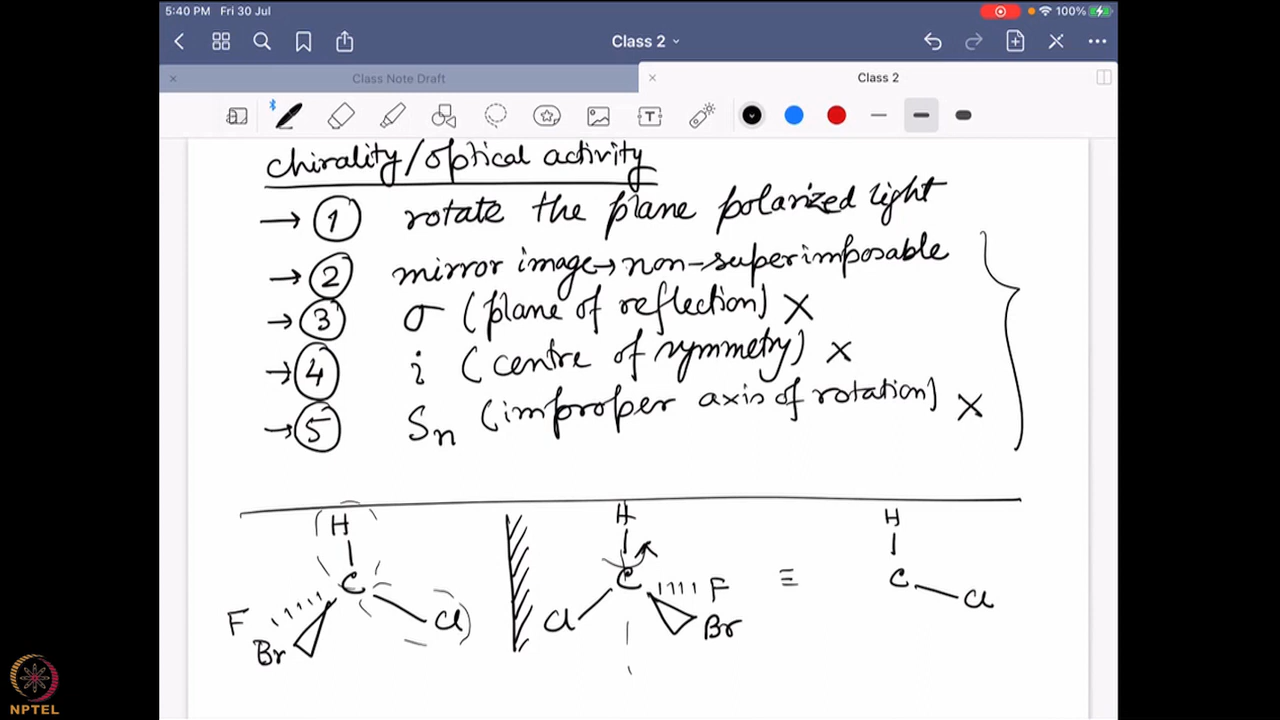 5:40 PM Fri 30 Jul
100%
Class 2
Class Note Draft
Class 2
T
chirality/optical activity
→ 1 rotate the plane polarized light
→ 2 mirror image→non-superimposable
→ 3 σ (plane of reflection) X
→ 4 i (centre of symmetry) X
→ 5 Sn (improper axis of rotation) X
H H H
C C F ≡ C
F Br Cl Cl Br Cl
NPTEL